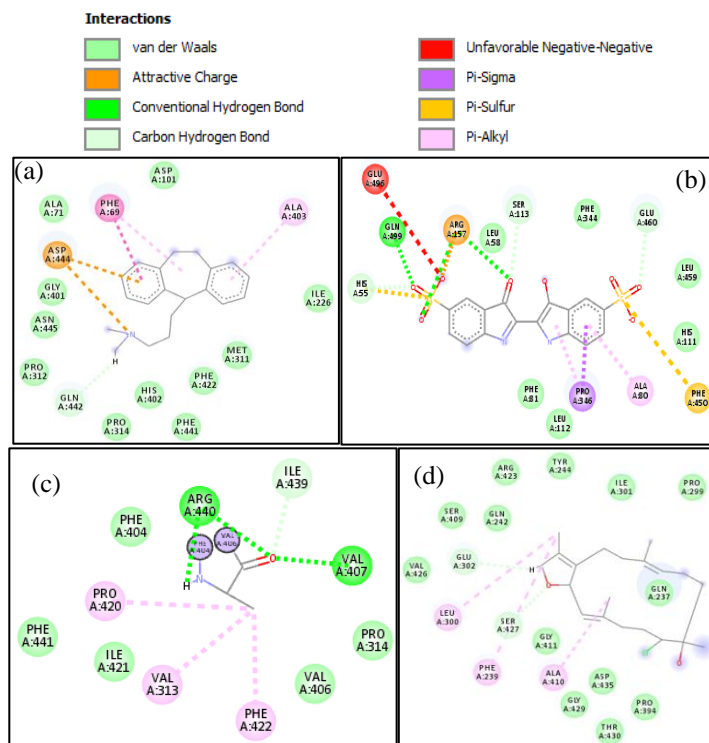 Interactions
van der Waals
Attractive Charge
Conventional Hydrogen Bond
Carbon Hydrogen Bond
Unfavorable Negative-Negative
Pi-Sigma
Pi-Sulfur
Pi-Alkyl
(a)
ASP
A:101
ALA
A:71
PHE
A:69
ALA
A:403
ASP
A:444
GLY
A:401
ILE
A:226
ASN
A:445
MET
A:311
PRO
A:312
PHE
A:422
GLN
A:442
HIS
A:402
PRO
A:314
PHE
A:441
N
H
(b)
GLU
A:496
GLN
A:499
ARG
A:457
LEU
A:58
SER
A:113
PHE
A:344
GLU
A:460
HIS
A:55
LEU
A:459
HIS
A:111
PHE
A:81
LEU
A:112
PRO
A:346
ALA
A:80
PHE
A:450
(c)
ILE
A:439
ARG
A:440
PHE
A:404
PHE
A:404
VAL
A:406
VAL
A:407
N
H
O
PRO
A:420
PHE
A:441
ILE
A:421
VAL
A:313
PHE
A:422
VAL
A:406
PRO
A:314
(d)
ARG
A:423
TYR
A:244
ILE
A:301
PRO
A:299
SER
A:409
GLN
A:242
VAL
A:426
GLU
A:302
H
O
GLN
A:237
LEU
A:300
SER
A:427
PHE
A:239
GLY
A:411
ALA
A:410
ASP
A:435
GLY
A:429
PRO
A:394
THR
A:430